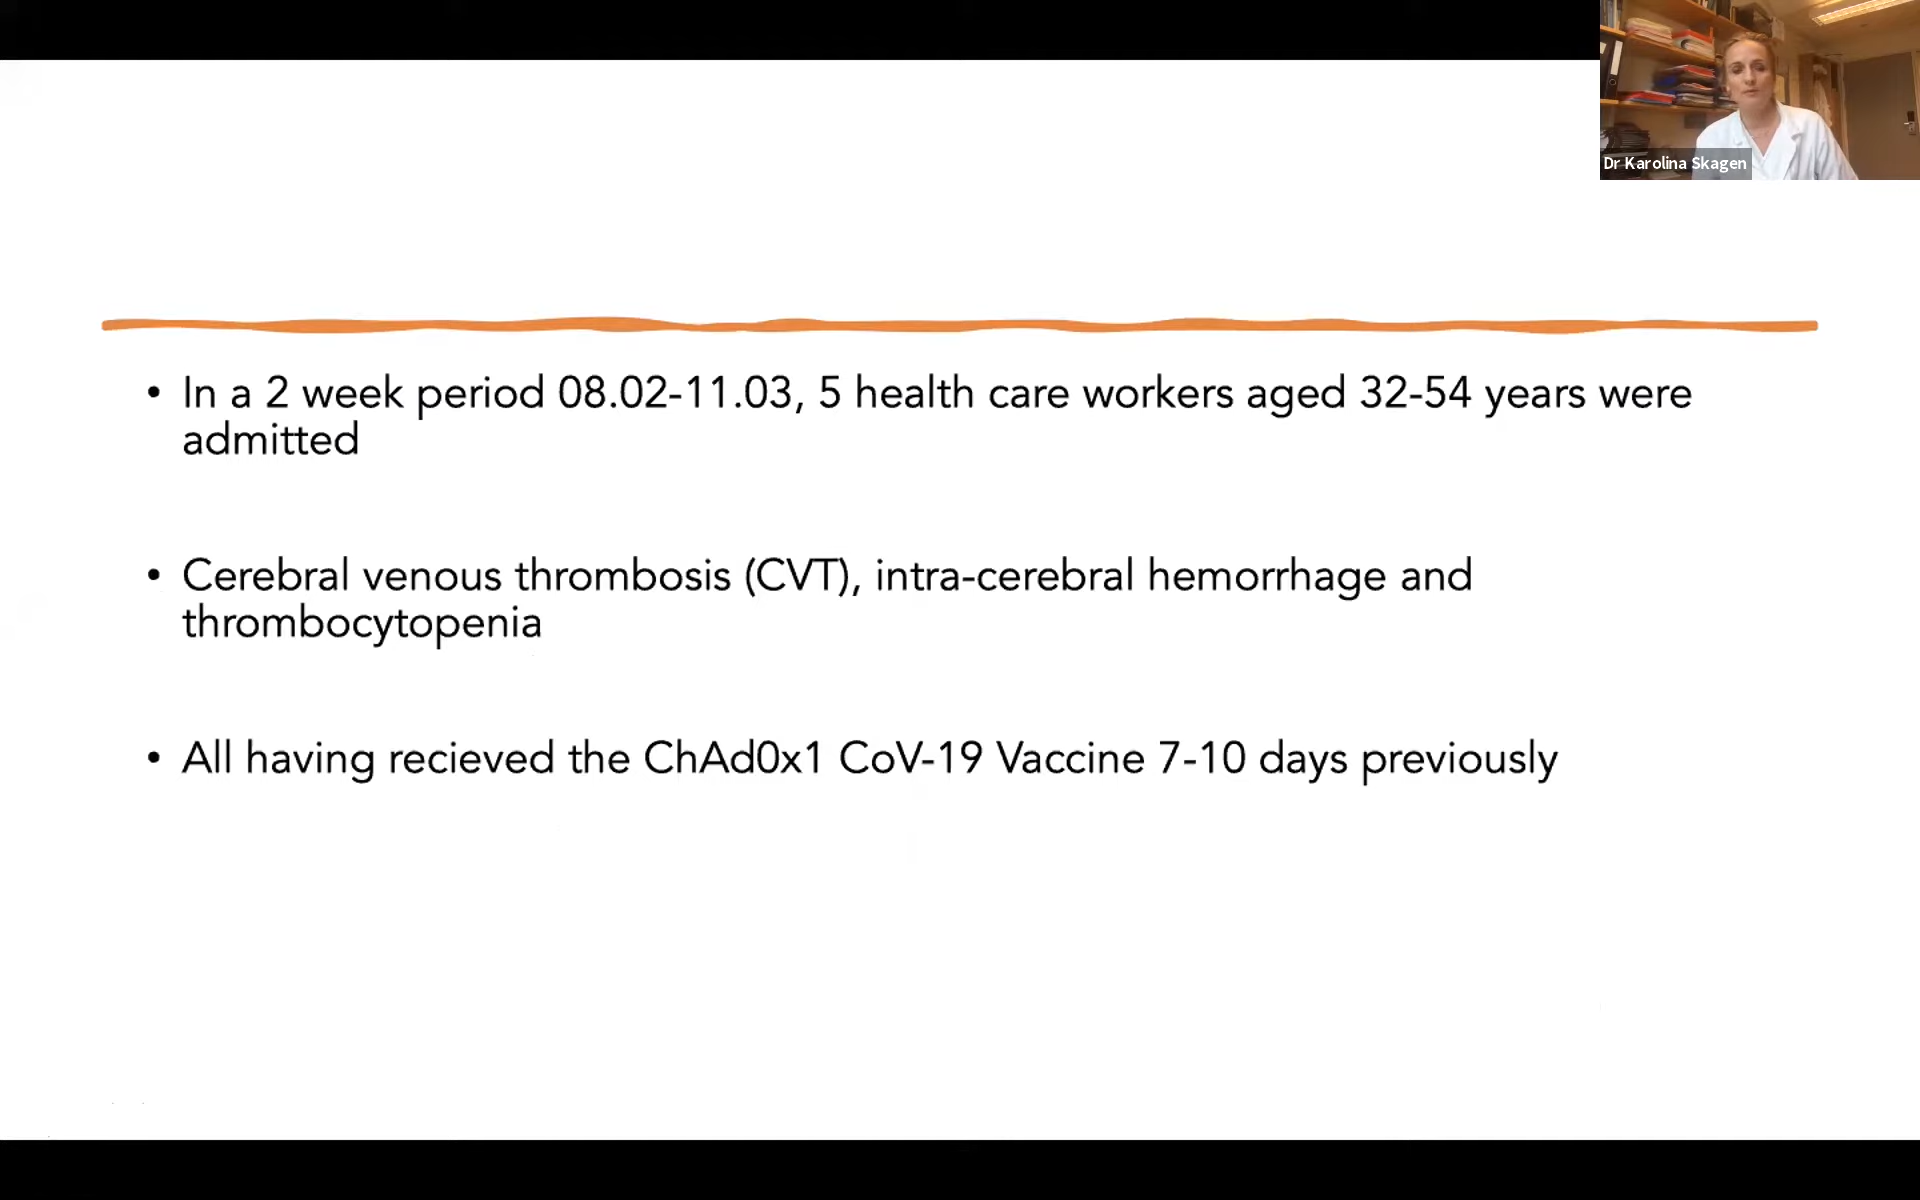 Dr Karolina Skagen
• In a 2 week period 08.02-11.03, 5 health care workers aged 32-54 years were
admitted
• Cerebral venous thrombosis (CVT), intra-cerebral hemorrhage and
thrombocytopenia
• All having recieved the ChAd0x1 CoV-19 Vaccine 7-10 days previously